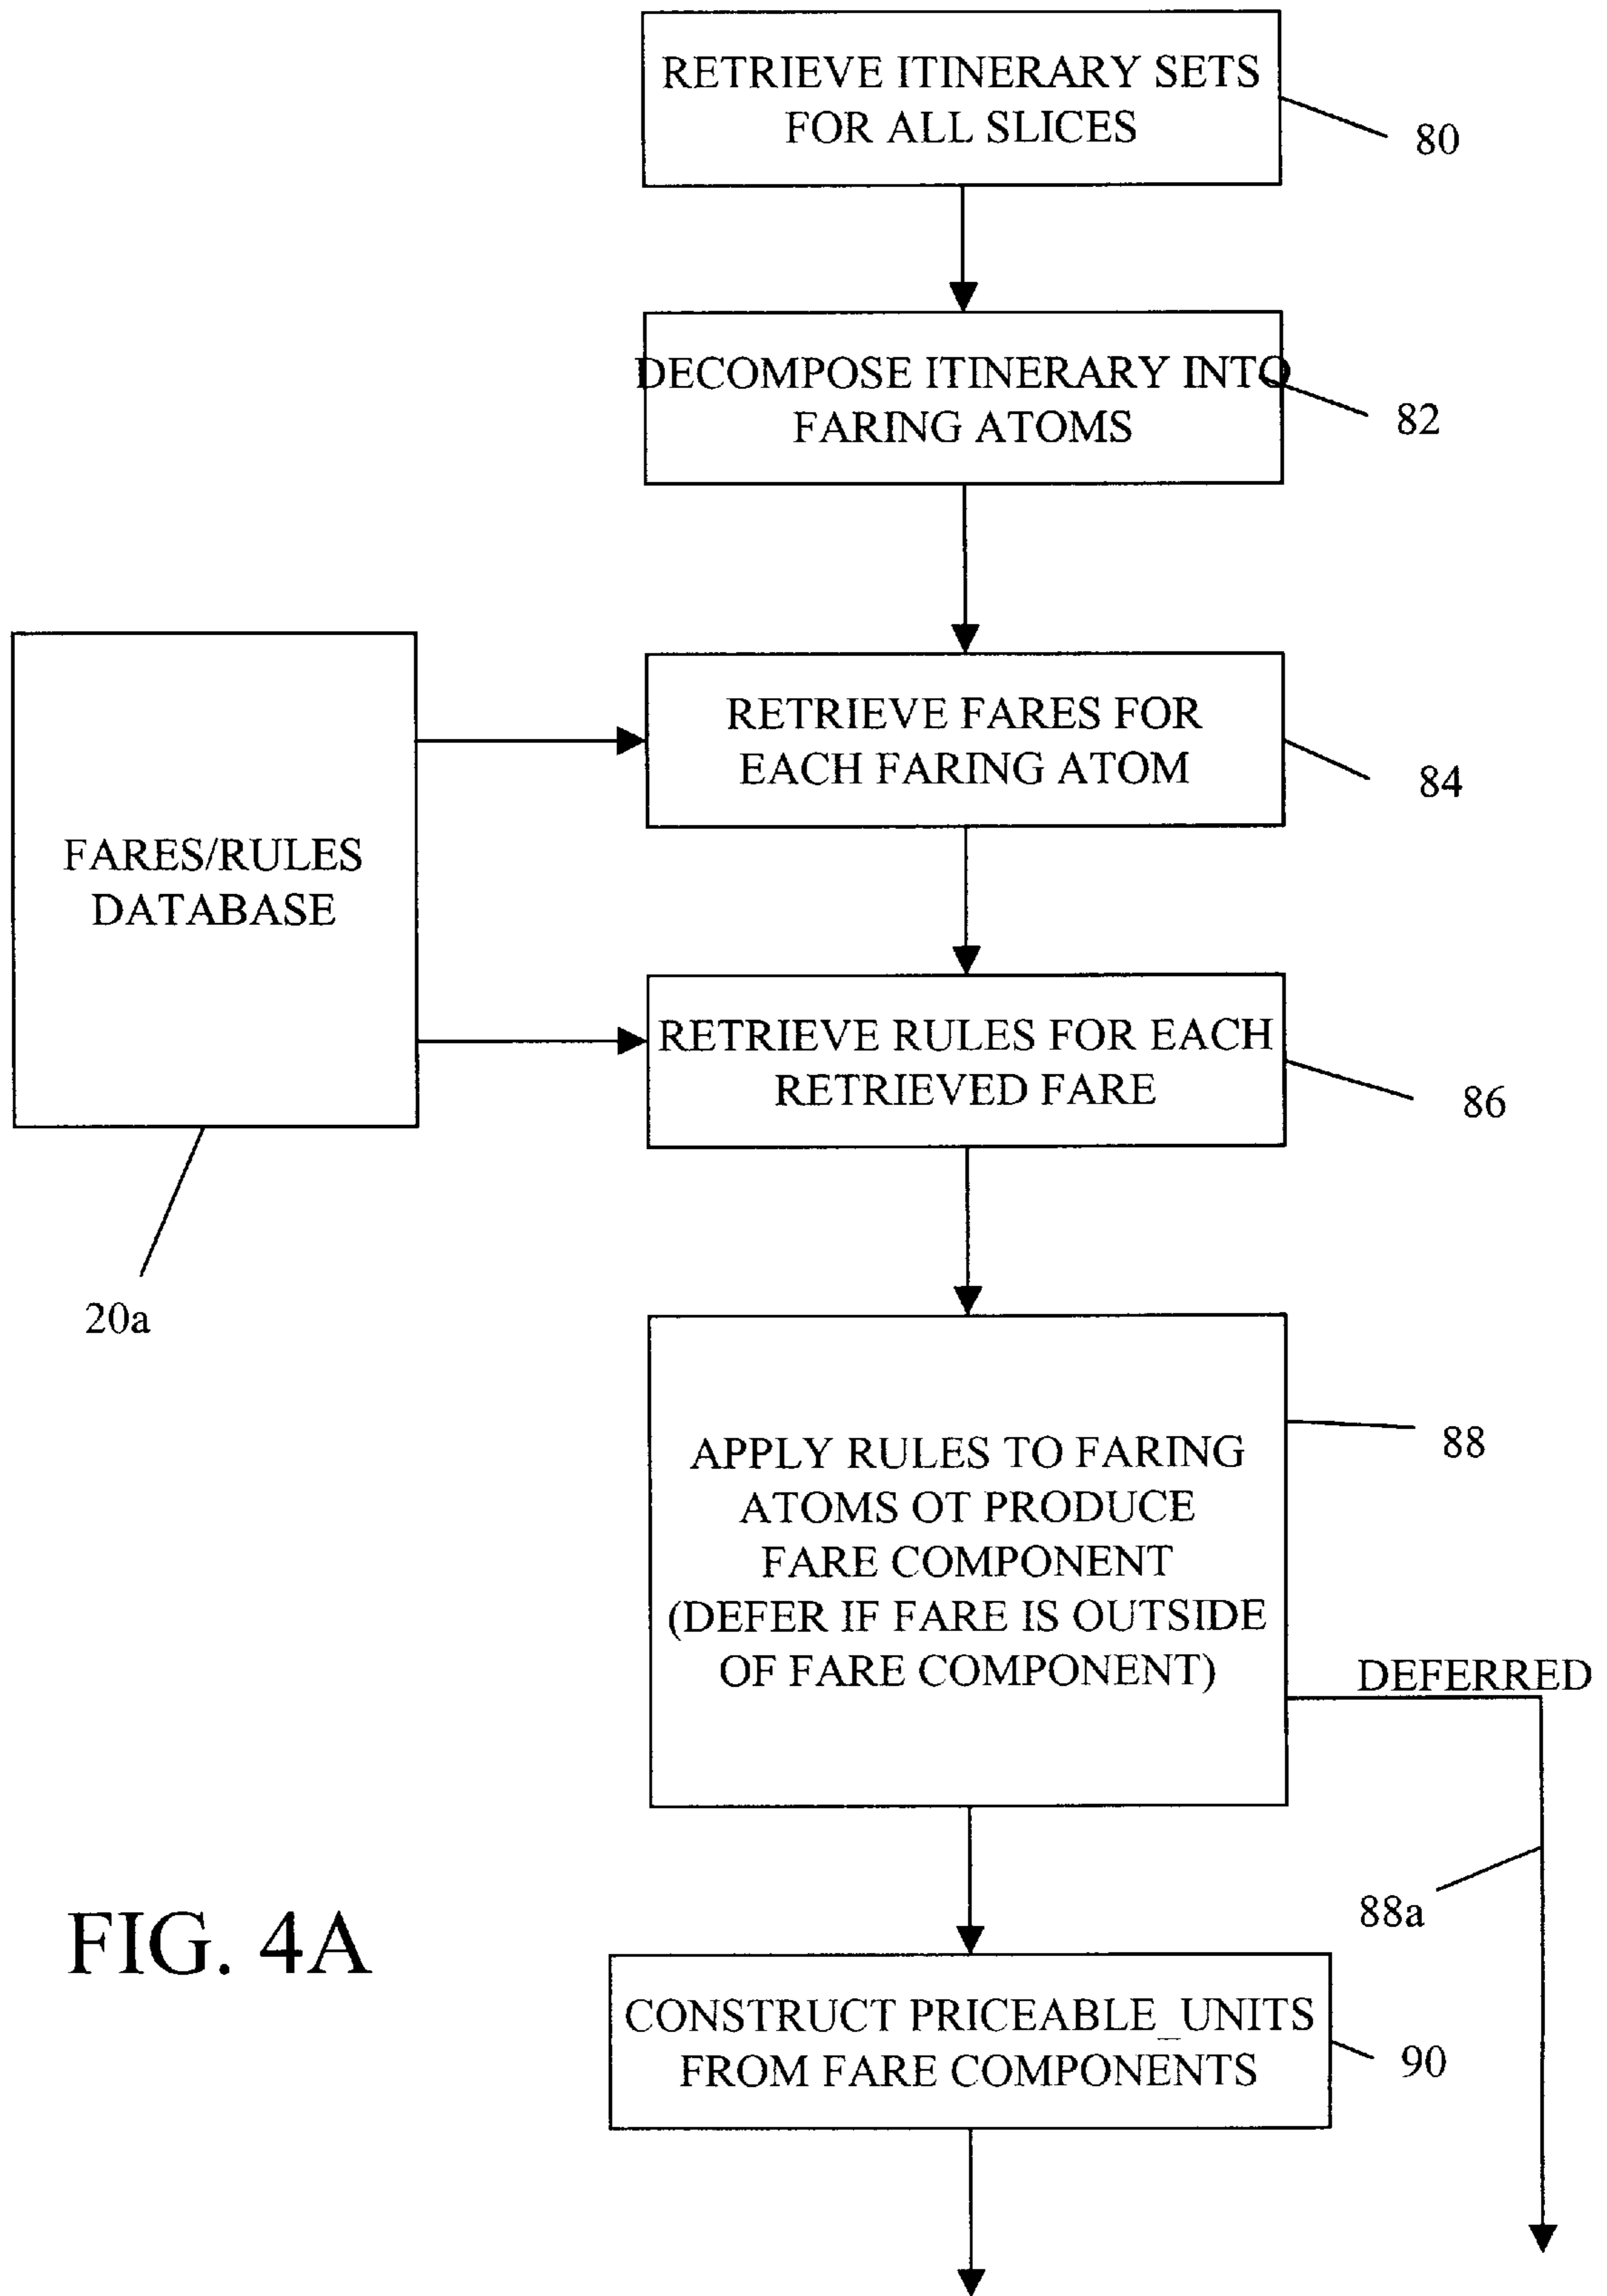 RETRIEVE ITINERARY SETS
FOR ALL SLICES
80
DECOMPOSE ITINERARY INTO
FARING ATOMS
82
RETRIEVE FARES FOR
EACH FARING ATOM
84
FARES/RULES
DATABASE
20a
RETRIEVE RULES FOR EACH
RETRIEVED FARE
86
APPLY RULES TO FARING
ATOMS OT PRODUCE
FARE COMPONENT
(DEFER IF FARE IS OUTSIDE
OF FARE COMPONENT)
88
DEFERRED
88a
FIG. 4A
CONSTRUCT PRICEABLE_UNITS
FROM FARE COMPONENTS
90